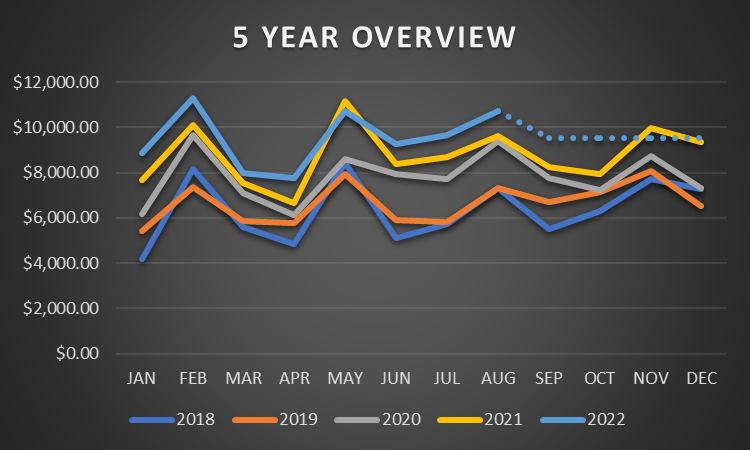 5 YEAR OVERVIEW
$12,000.00
$10,000.00
$8,000.00
$6,000.00
$4,000.00
$2,000.00
$0.00
JAN FEB MAR APR MAY JUN JUL AUG SEP OCT NOV DEC
2018 2019 2020 2021 2022